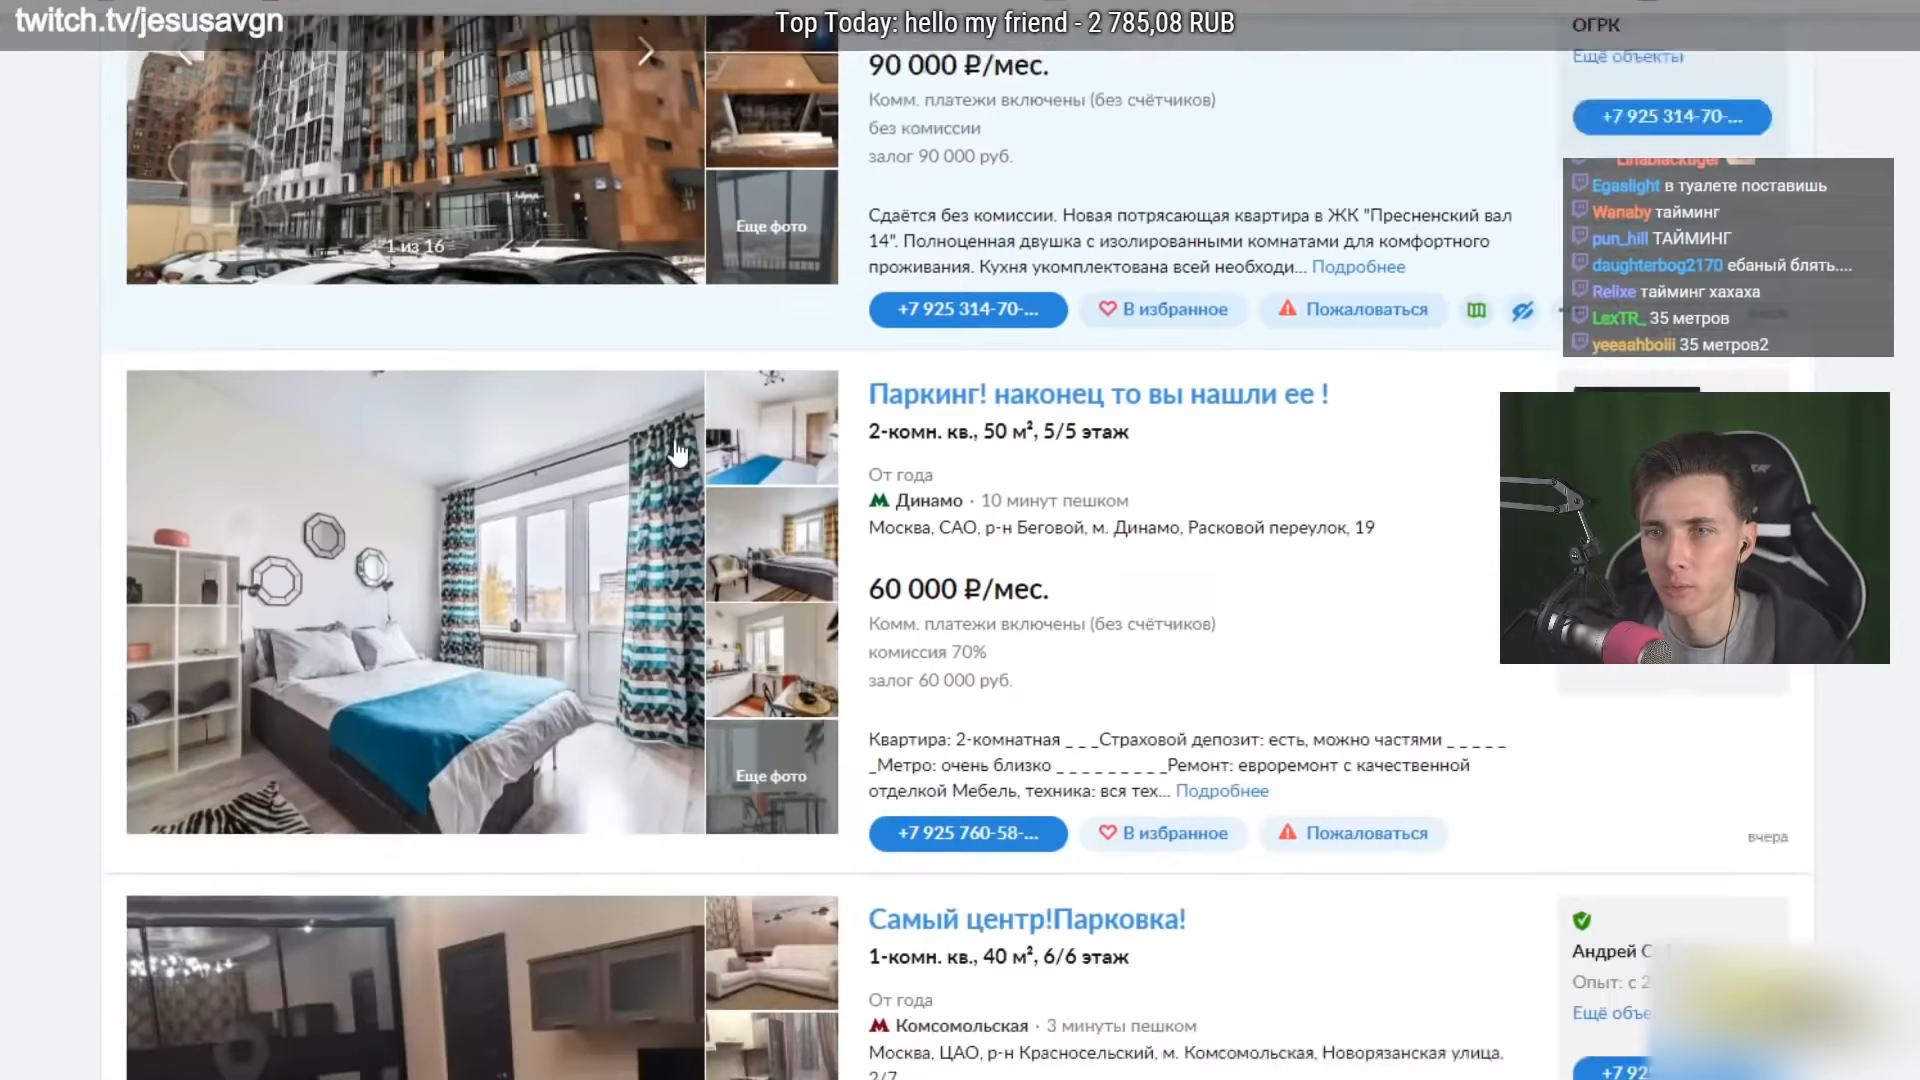 twitch.tv/jesusavgn
Top Today: hello my friend - 2 785,08 RUB
90 000 ₽/мес.
Комм. платежи включены (без счётчиков)
без комиссии
залог 90 000 руб.
1 из 16
Еще фото
Сдаётся без комиссии. Новая потрясающая квартира в ЖК "Пресненский вал
14". Полноценная двушка с изолированными комнатами для комфортного
проживания. Кухня укомплектована всей необходи... Подробнее
+7 925 314-70-...
В избранное
Пожаловаться
ОГРК
Ещё объекты
+7 925 314-70-...
Egaslight в туалете поставишь
Wanaby тайминг
pun_hill ТАЙМИНГ
daughterbog2170 ебаный блять....
Relixe тайминг хахаха
LexTR_ 35 метров
yeeaahboiii 35 метров2
Паркинг! наконец то вы нашли ее !
2-комн. кв., 50 м², 5/5 этаж
От года
Динамо · 10 минут пешком
Москва, САО, р-н Беговой, м. Динамо, Расковой переулок, 19
60 000 ₽/мес.
Комм. платежи включены (без счётчиков)
комиссия 70%
залог 60 000 руб.
Еще фото
Квартира: 2-комнатная _ _ _Страховой депозит: есть, можно частями _ _ _ _ _
_Метро: очень близко _ _ _ _ _ _ _ _ _Ремонт: евроремонт с качественной
отделкой Мебель, техника: вся тех... Подробнее
+7 925 760-58-...
В избранное
Пожаловаться
вчера
Самый центр!Парковка!
1-комн. кв., 40 м², 6/6 этаж
От года
Комсомольская · 3 минуты пешком
Москва, ЦАО, р-н Красносельский, м. Комсомольская, Новорязанская улица,
2/7
Андрей С
Опыт: с 2
Ещё объе
+7 925